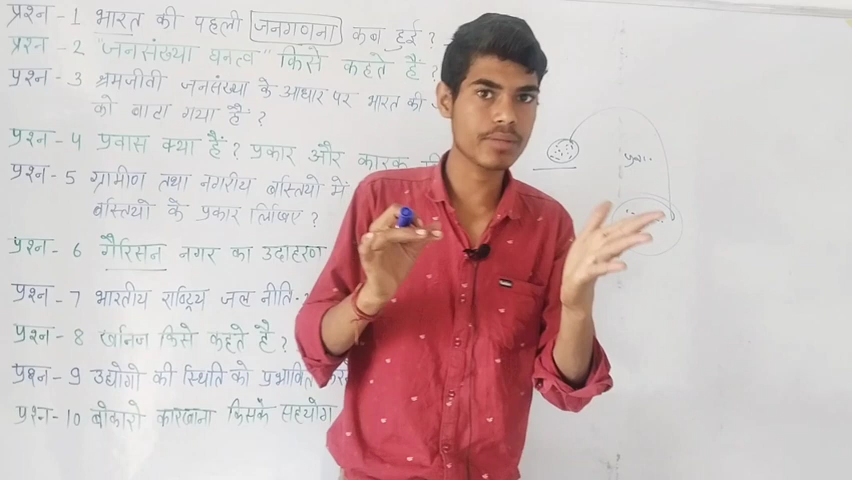 प्रश्न - 1 भारत की पहली जनगणना कब हुई ?
प्रश्न - 2 "जनसंख्या घनत्व" किसे कहते हैं ?
प्रश्न - 3 श्रमजीवी जनसंख्या के आधार पर भारत की
को बाटा गया है ?
प्रश्न - 4 प्रवास क्या हैं ? प्रकार और कारक
प्रश्न - 5 ग्रामीण तथा नगरीय बस्तियो में
बस्तियो के प्रकार लिखिए ?
प्रश्न - 6 गैरिसन नगर का उदाहरण
प्रश्न - 7 भारतीय राष्ट्रिय जल नीति -
प्रश्न - 8 खनिज किसे कहते है ?
प्रश्न - 9 उद्योगो की स्थिति को प्रभावित करने
प्रश्न - 10 बोकारो कारखाना किसके सहयोग